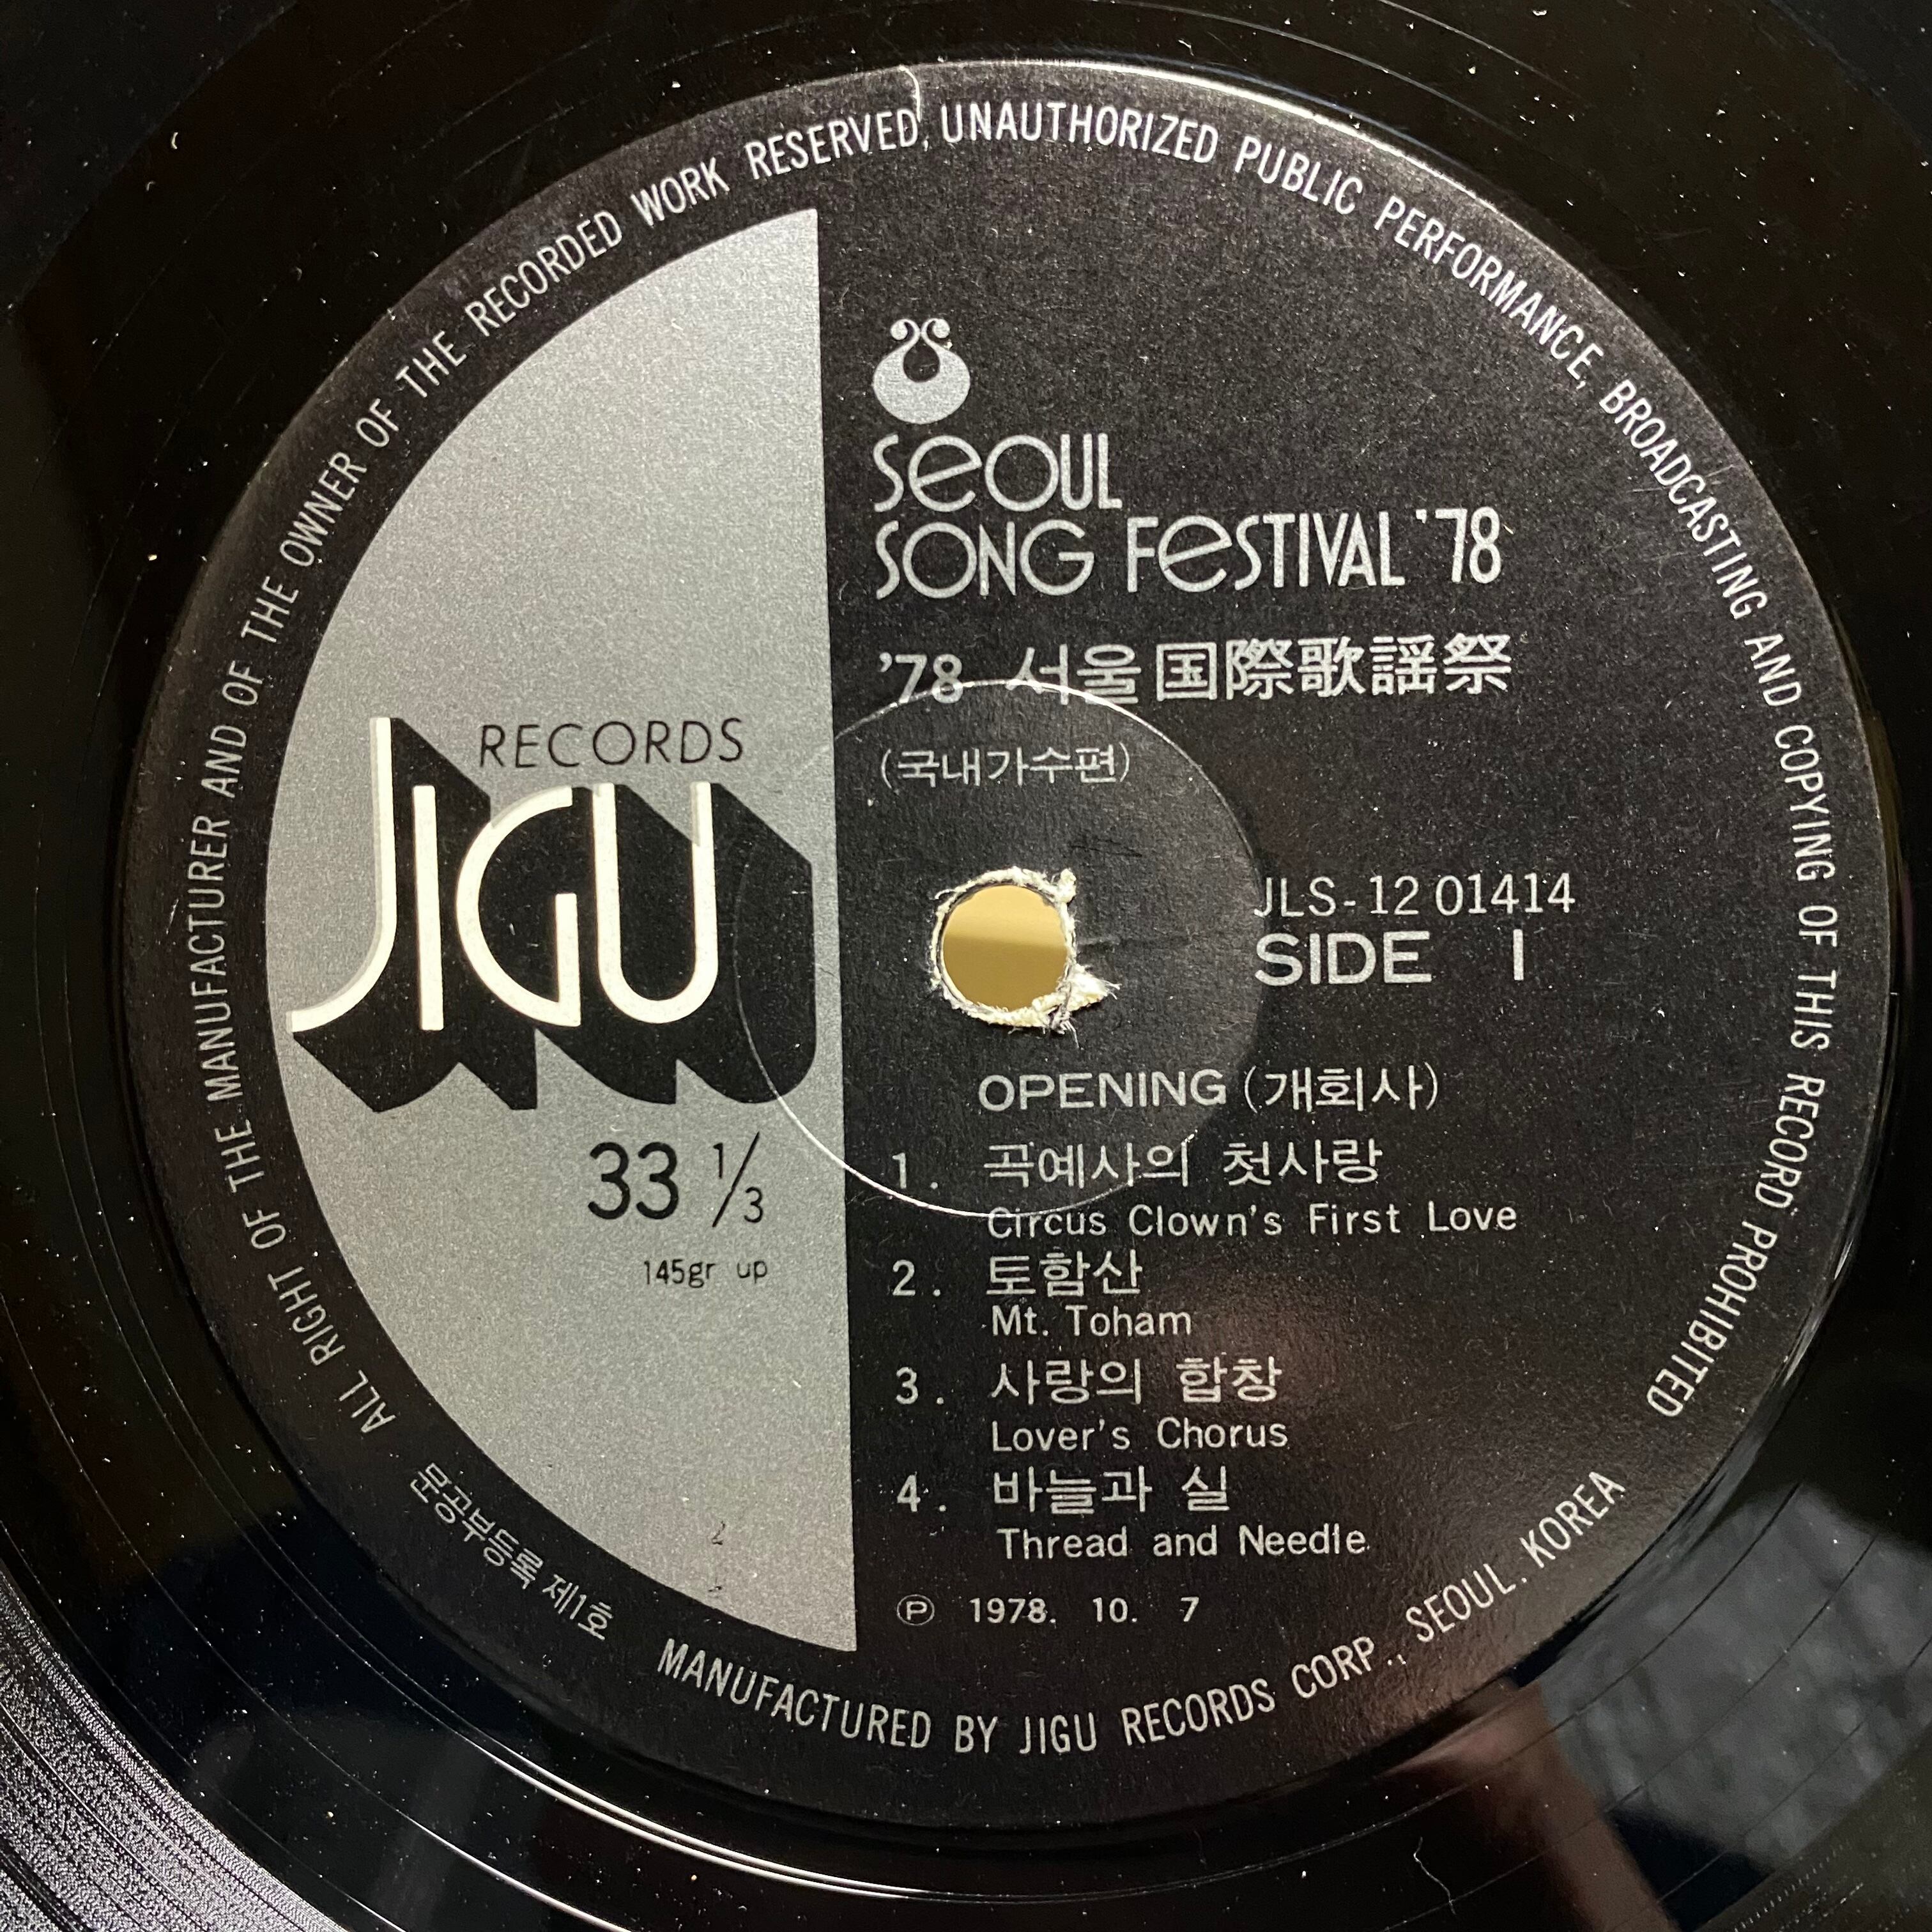 ALL RIGHT OF THE MANUFACTURER AND OF THE OWNER OF THE RECORDED WORK RESERVED, UNAUTHORIZED PUBLIC PERFORMANCE, BROADCASTING AND COPYING OF THIS RECORD PROHIBITED
SEOUL
SONG FESTIVAL '78
'78 서울 国際歌謡祭
(국내가수편)
RECORDS
JIGU
33 1/3
145gr up
JLS-12 01414
SIDE 1
OPENING (개회사)
1. 곡예사의 첫사랑
Circus Clown's First Love
2. 토함산
Mt. Toham
3. 사랑의 합창
Lover's Chorus
4. 바늘과 실
Thread and Needle
Ⓟ 1978. 10. 7
문공부등록 제1호
MANUFACTURED BY JIGU RECORDS CORP., SEOUL. KOREA